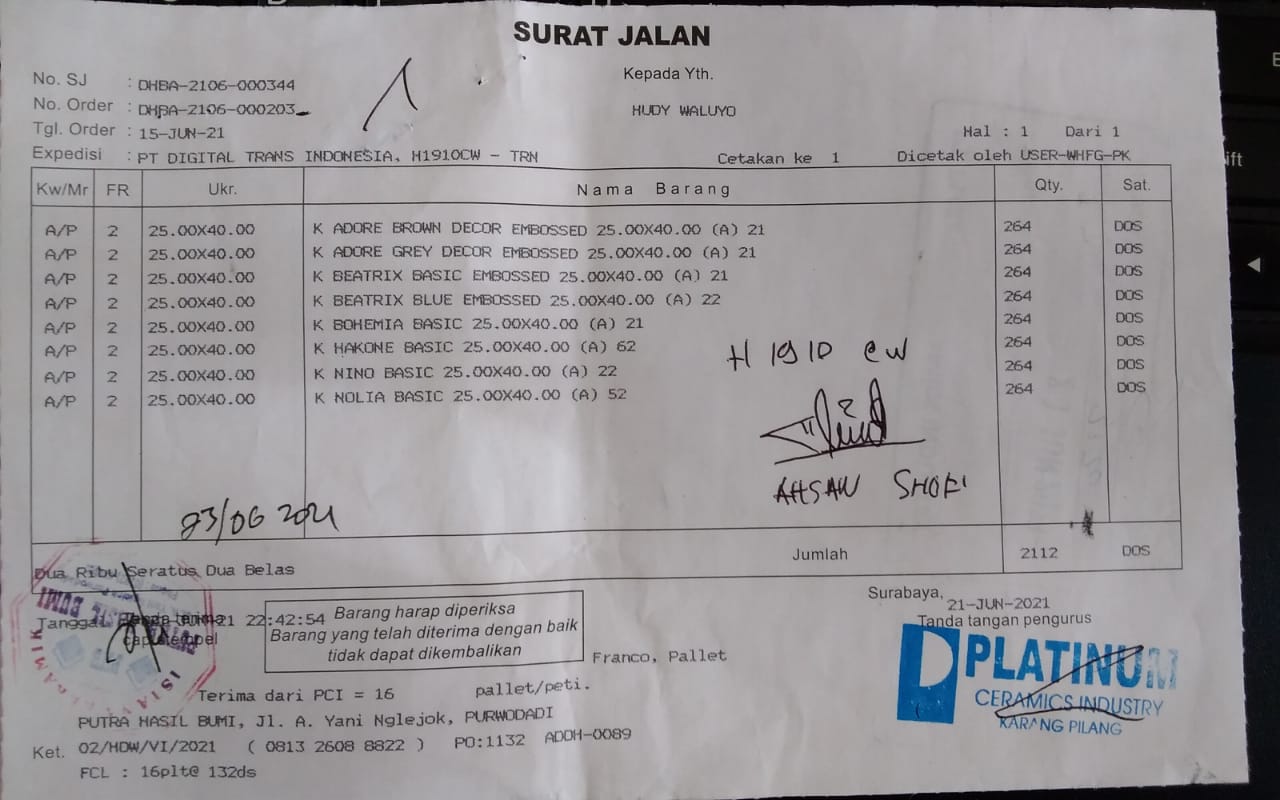 SURAT JALAN
No. SJ : DHBA-2106-000344
Kepada Yth.
No. Order : DHBA-2106-000203
HUDY WALUYO
Tgl. Order : 15-JUN-21
Hal : 1 Dari 1
Expedisi : PT DIGITAL TRANS INDONESIA, H1910CW - TRN
Cetakan ke 1
Dicetak oleh USER-WHFG-PK
Kw/Mr FR Ukr. Nama Barang Qty. Sat.
A/P 2 25.00X40.00 K ADORE BROWN DECOR EMBOSSED 25.00X40.00 (A) 21 264 DOS
A/P 2 25.00X40.00 K ADORE GREY DECOR EMBOSSED 25.00X40.00 (A) 21 264 DOS
A/P 2 25.00X40.00 K BEATRIX BASIC EMBOSSED 25.00X40.00 (A) 21 264 DOS
A/P 2 25.00X40.00 K BEATRIX BLUE EMBOSSED 25.00X40.00 (A) 22 264 DOS
A/P 2 25.00X40.00 K BOHEMIA BASIC 25.00X40.00 (A) 21 264 DOS
A/P 2 25.00X40.00 K HAKONE BASIC 25.00X40.00 (A) 62 264 DOS
A/P 2 25.00X40.00 K NINO BASIC 25.00X40.00 (A) 22 264 DOS
A/P 2 25.00X40.00 K NOLIA BASIC 25.00X40.00 (A) 52 264 DOS
H 1910 CW
AHSAN SHOFI
23/06 2021
Jumlah 2112 DOS
Dua Ribu Seratus Dua Belas
Surabaya, 21-JUN-2021
Tanda tangan pengurus
Tanggal 22:42:54
Barang harap diperiksa
Barang yang telah diterima dengan baik
tidak dapat dikembalikan
Franco, Pallet
PLATINUM
CERAMICS INDUSTRY
KARANG PILANG
Terima dari PCI = 16 pallet/peti.
PUTRA HASIL BUMI, Jl. A. Yani Nglejok, PURWODADI
Ket. 02/HDW/VI/2021 ( 0813 2608 8822 ) PO:1132 ADDH-0089
FCL : 16plt@ 132ds